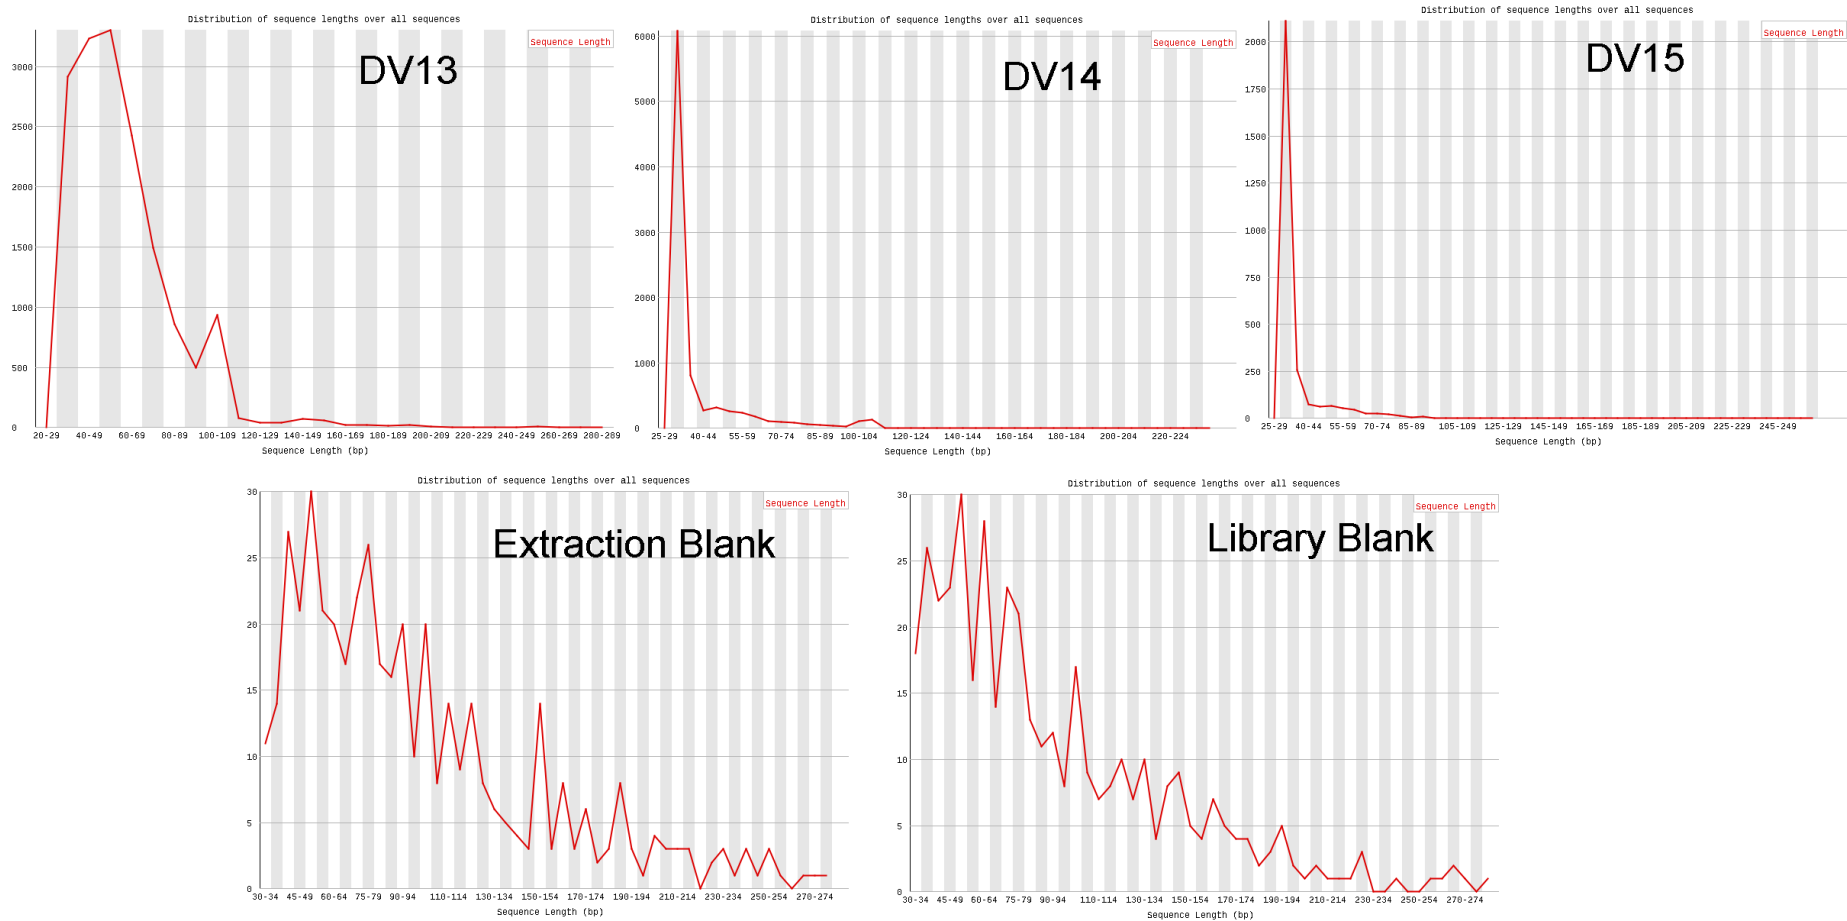 Distribution of sequence lengths over all sequences
Sequence Length
DV13
3000
2500
2000
1500
1000
500
0
20-29 40-49 60-69 80-89 100-109 120-129 140-149 160-169 180-189 200-209 220-229 240-249 260-269 280-289
Sequence Length (bp)
Distribution of sequence lengths over all sequences
Sequence Length
DV14
6000
5000
4000
3000
2000
1000
0
25-29 40-44 55-59 70-74 85-89 100-104 120-124 140-144 160-164 180-184 200-204 220-224
Sequence Length (bp)
Distribution of sequence lengths over all sequences
Sequence Length
DV15
2000
1750
1500
1250
1000
750
500
250
0
25-29 40-44 55-59 70-74 85-89 105-109 125-129 145-149 165-169 185-189 205-209 225-229 245-249
Sequence Length (bp)
Distribution of sequence lengths over all sequences
Sequence Length
Extraction Blank
30
25
20
15
10
5
0
30-34 45-49 60-64 75-79 90-94 110-114 130-134 150-154 170-174 190-194 210-214 230-234 250-254 270-274
Sequence Length (bp)
Distribution of sequence lengths over all sequences
Sequence Length
Library Blank
30
25
20
15
10
5
0
30-34 45-49 60-64 75-79 90-94 110-114 130-134 150-154 170-174 190-194 210-214 230-234 250-254 270-274
Sequence Length (bp)